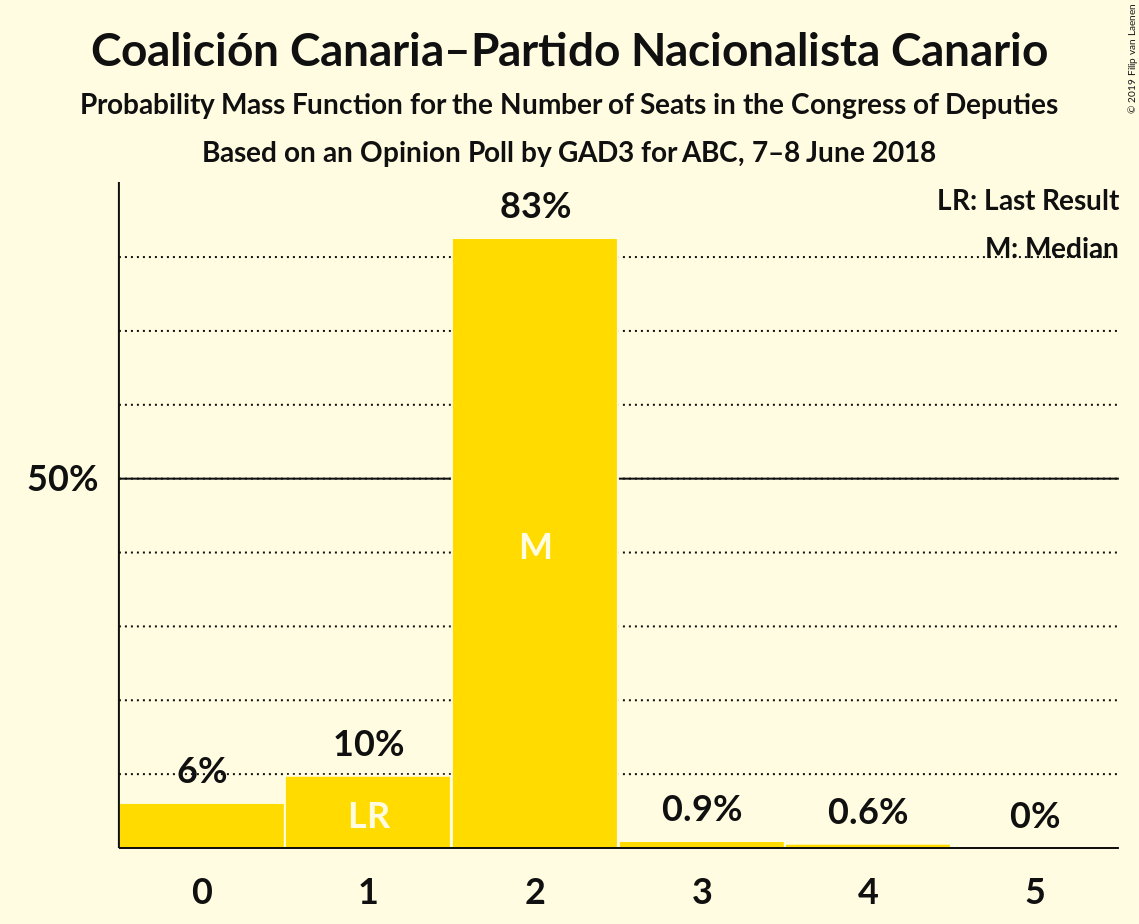 Coalición Canaria–Partido Nacionalista Canario
Probability Mass Function for the Number of Seats in the Congress of Deputies
Based on an Opinion Poll by GAD3 for ABC, 7–8 June 2018
© 2019 Filip van Laenen
LR: Last Result
M: Median
83%
50%
M
10%
6%
LR
0.9%
0.6%
0%
0 1 2 3 4 5